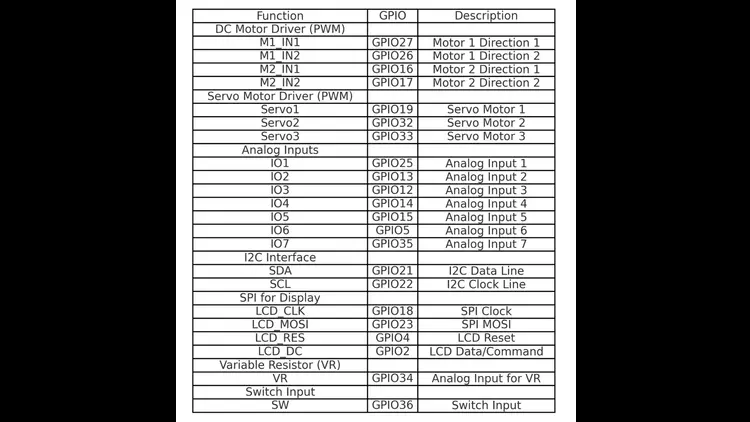 Function GPIO Description
DC Motor Driver (PWM)
M1_IN1 GPIO27 Motor 1 Direction 1
M1_IN2 GPIO26 Motor 1 Direction 2
M2_IN1 GPIO16 Motor 2 Direction 1
M2_IN2 GPIO17 Motor 2 Direction 2
Servo Motor Driver (PWM)
Servo1 GPIO19 Servo Motor 1
Servo2 GPIO32 Servo Motor 2
Servo3 GPIO33 Servo Motor 3
Analog Inputs
IO1 GPIO25 Analog Input 1
IO2 GPIO13 Analog Input 2
IO3 GPIO12 Analog Input 3
IO4 GPIO14 Analog Input 4
IO5 GPIO15 Analog Input 5
IO6 GPIO5 Analog Input 6
IO7 GPIO35 Analog Input 7
I2C Interface
SDA GPIO21 I2C Data Line
SCL GPIO22 I2C Clock Line
SPI for Display
LCD_CLK GPIO18 SPI Clock
LCD_MOSI GPIO23 SPI MOSI
LCD_RES GPIO4 LCD Reset
LCD_DC GPIO2 LCD Data/Command
Variable Resistor (VR)
VR GPIO34 Analog Input for VR
Switch Input
SW GPIO36 Switch Input